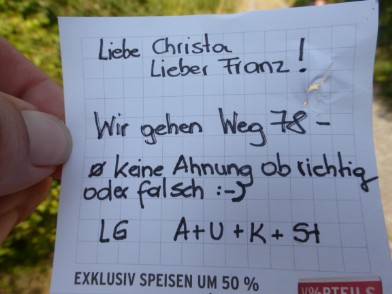 Liebe Christa
Lieber Franz!
Wir gehen Weg 78 –
ø keine Ahnung ob richtig
oder falsch :-)
LG A+U+K+St
EXKLUSIV SPEISEN UM 50 %